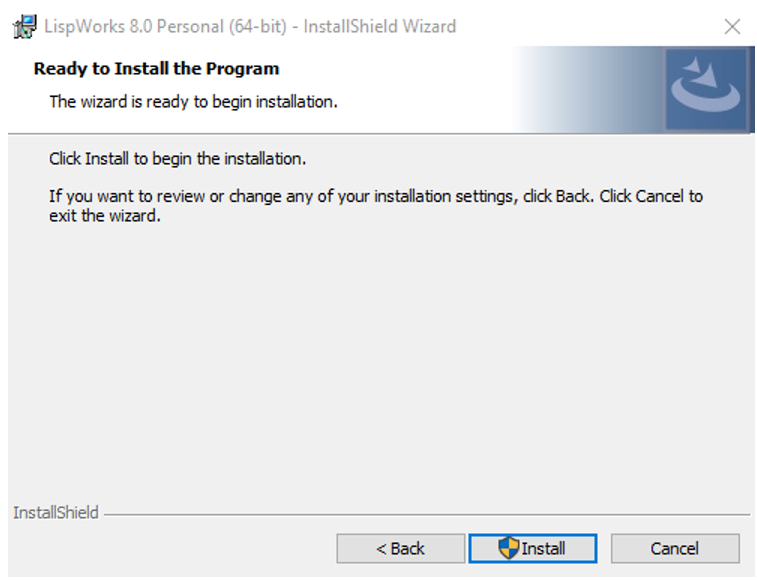 LispWorks 8.0 Personal (64-bit) - InstallShield Wizard
Ready to Install the Program
The wizard is ready to begin installation.
Click Install to begin the installation.
If you want to review or change any of your installation settings, click Back. Click Cancel to
exit the wizard.
InstallShield
< Back
Install
Cancel